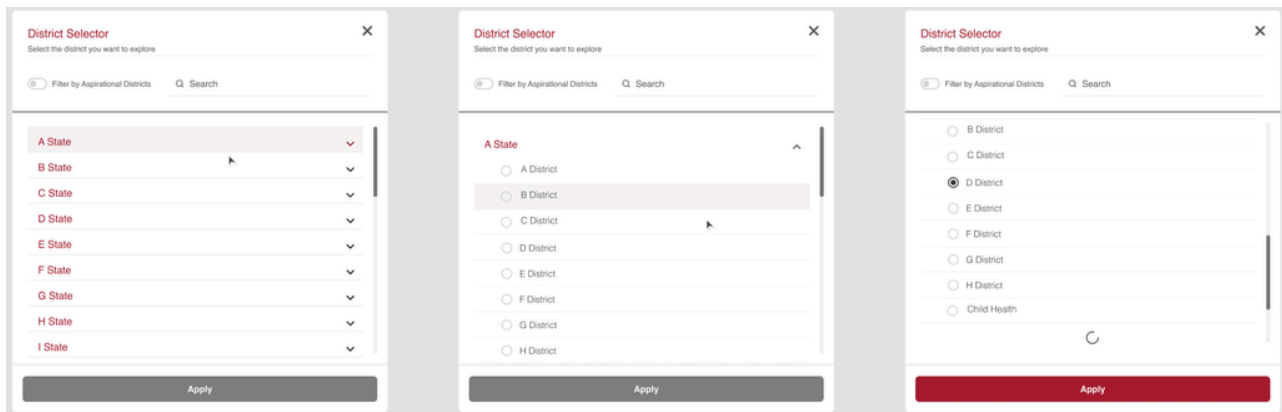 District Selector
Select the district you want to explore
Filter by Aspirational Districts
Search
A State
B State
C State
D State
E State
F State
G State
H State
I State
Apply
District Selector
Select the district you want to explore
Filter by Aspirational Districts
Search
A State
A District
B District
C District
D District
E District
F District
G District
H District
Apply
District Selector
Select the district you want to explore
Filter by Aspirational Districts
Search
B District
C District
D District
E District
F District
G District
H District
Child Health
Apply